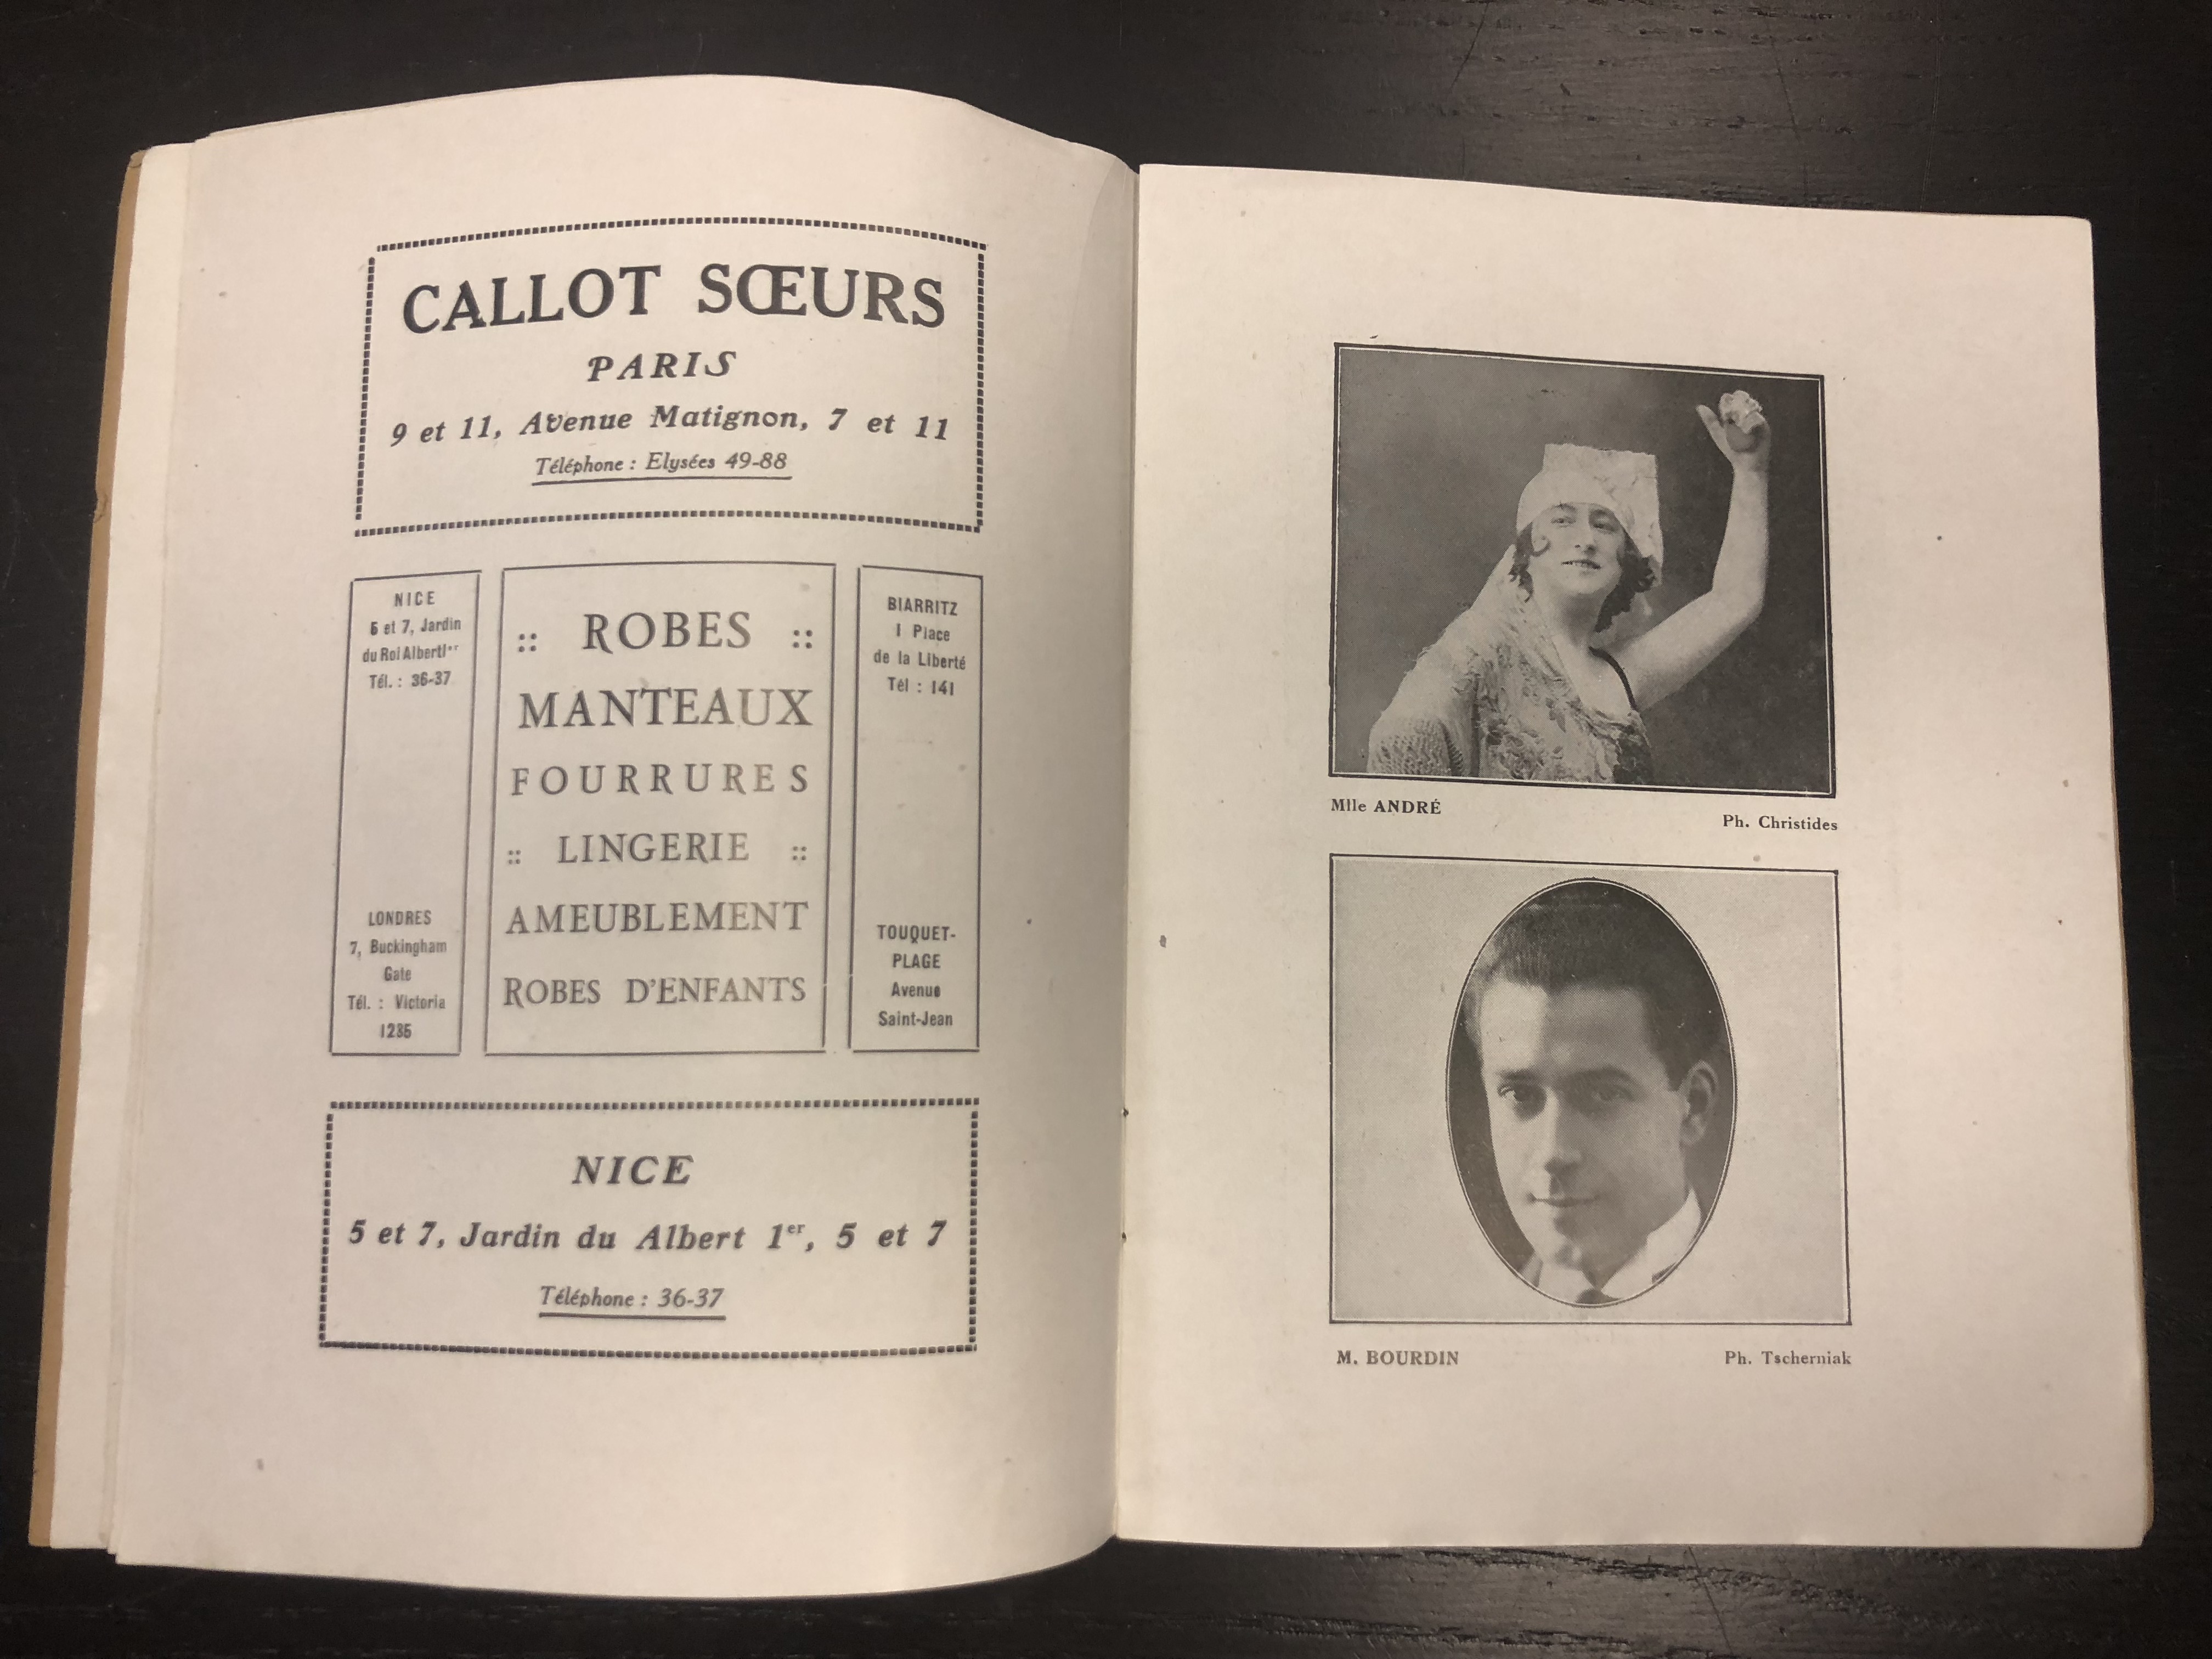 CALLOT SŒURS
PARIS
9 et 11, Avenue Matignon, 7 et 11
Téléphone : Elysées 49-88
NICE
5 et 7, Jardin
du Roi Albert Iᵉʳ
Tél. : 36-37
LONDRES
7, Buckingham
Gate
Tél. : Victoria
1285
:: ROBES ::
MANTEAUX
FOURRURES
:: LINGERIE ::
AMEUBLEMENT
ROBES D'ENFANTS
BIARRITZ
1 Place
de la Liberté
Tél : 141
TOUQUET-
PLAGE
Avenue
Saint-Jean
NICE
5 et 7, Jardin du Albert 1ᵉʳ, 5 et 7
Téléphone : 36-37
Mlle ANDRÉ
Ph. Christides
M. BOURDIN
Ph. Tscherniak